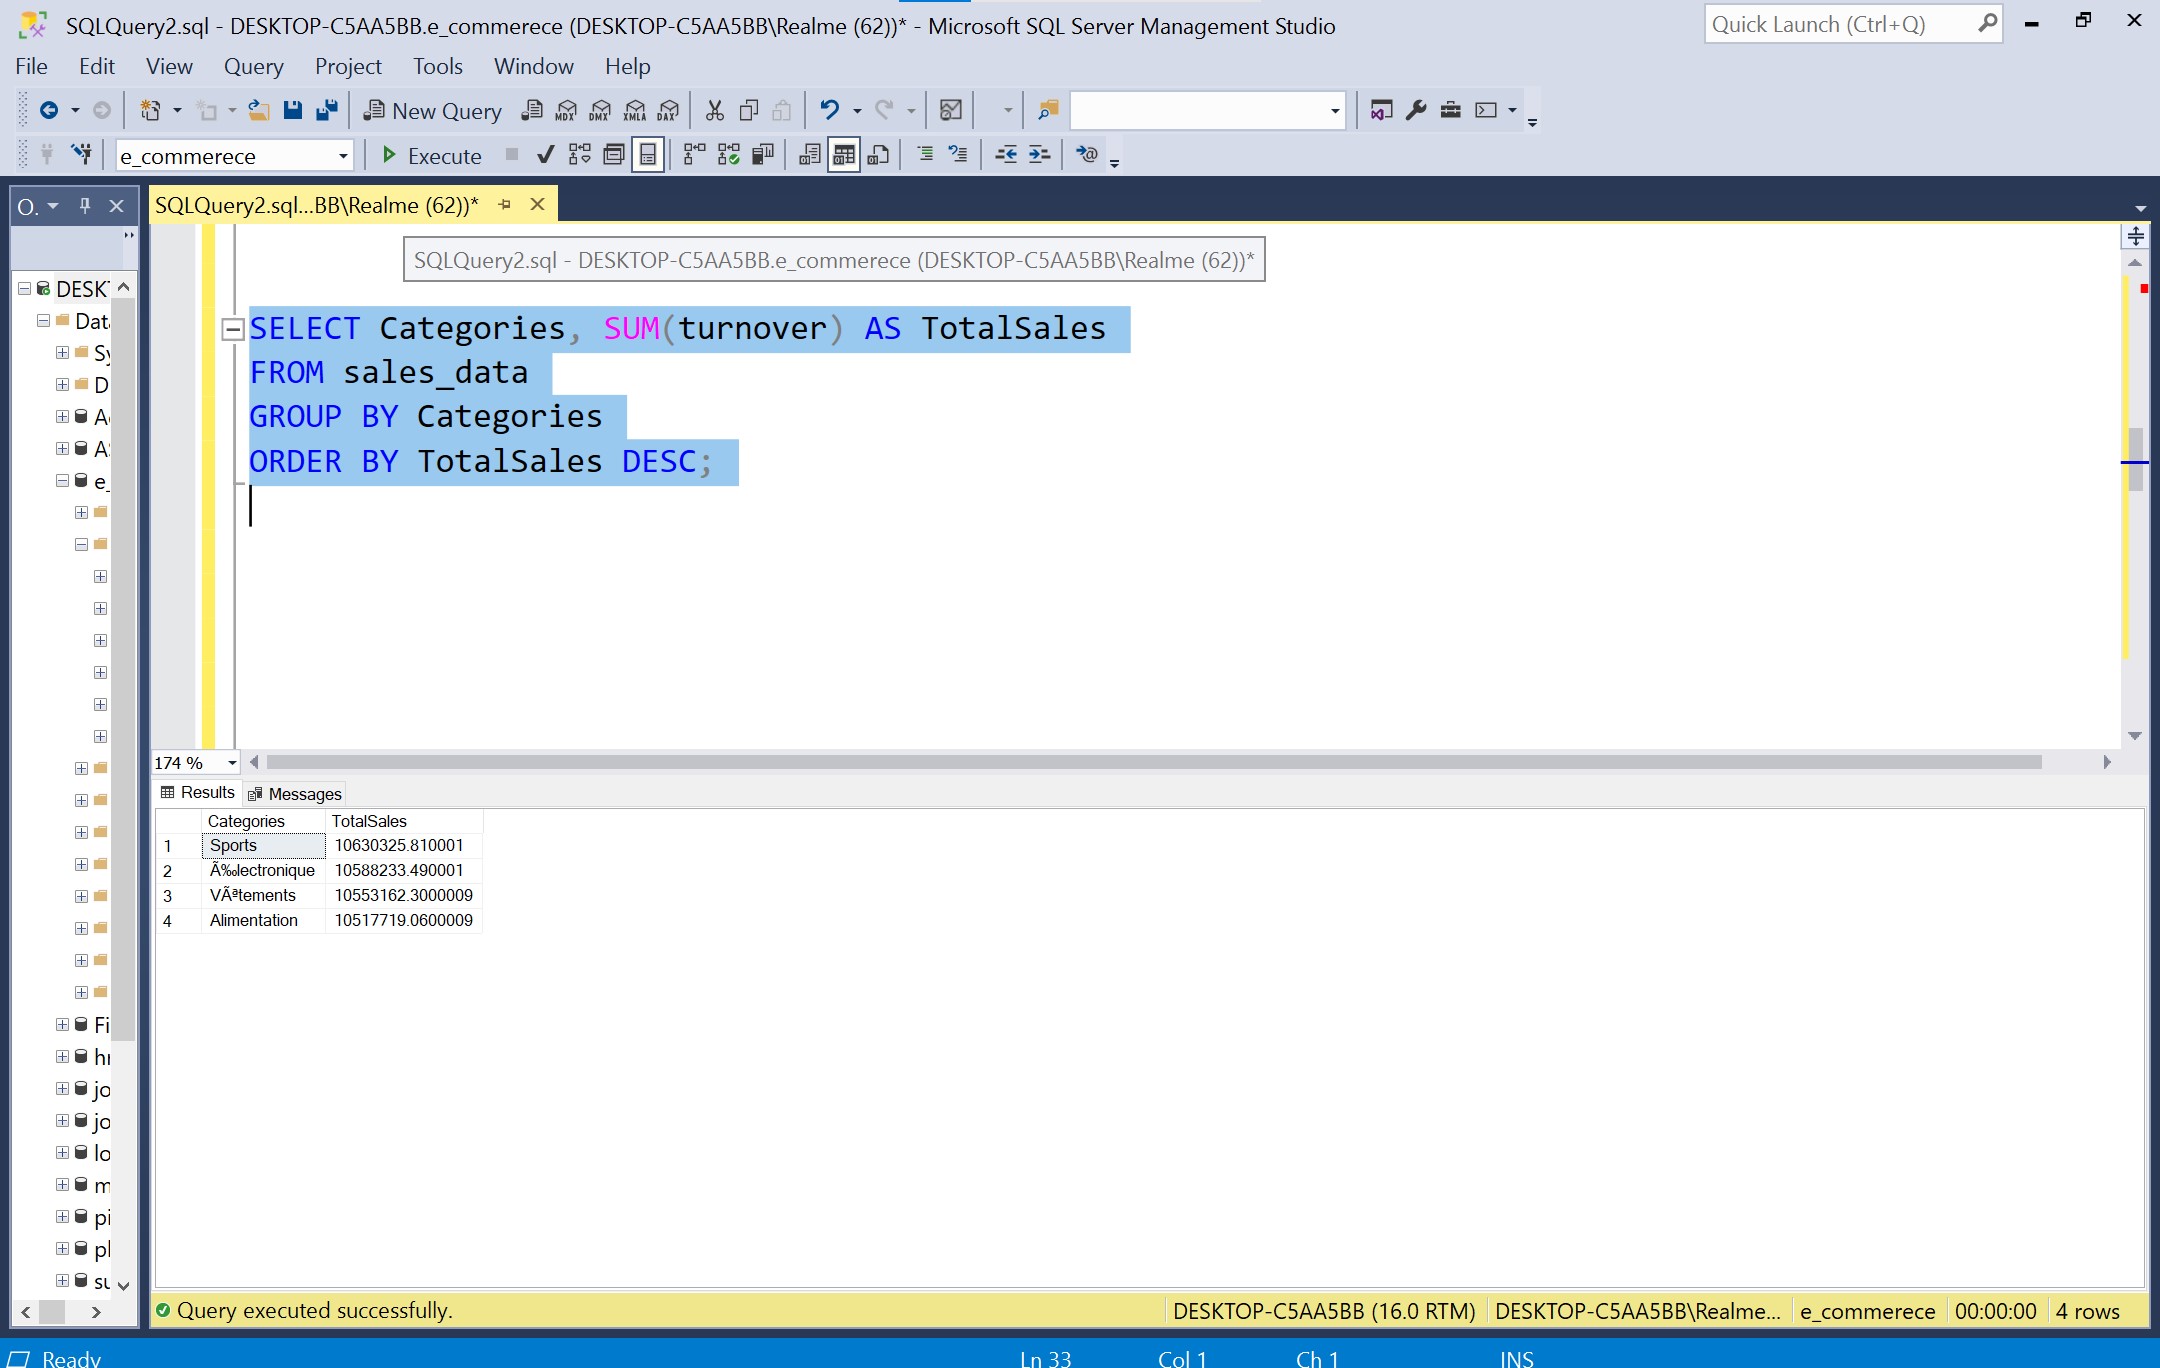 SQLQuery2.sql - DESKTOP-C5AA5BB.e_commerece (DESKTOP-C5AA5BB\Realme (62))* - Microsoft SQL Server Management Studio
Quick Launch (Ctrl+Q)
File Edit View Query Project Tools Window Help
New Query MDX DMX XMLA DAX
e_commerece Execute
O.
SQLQuery2.sql...BB\Realme (62))*
SQLQuery2.sql - DESKTOP-C5AA5BB.e_commerece (DESKTOP-C5AA5BB\Realme (62))*
DESK
Dat
Sy
D
A
e_
Fi
jo
jo
lo
m
pi
pl
su
SELECT Categories, SUM(turnover) AS TotalSales
FROM sales_data
GROUP BY Categories
ORDER BY TotalSales DESC;
174 %
Results Messages
Categories TotalSales
1 Sports 10630325.810001
2 Ã‰lectronique 10588233.490001
3 VÃªtements 10553162.3000009
4 Alimentation 10517719.0600009
Query executed successfully. DESKTOP-C5AA5BB (16.0 RTM) DESKTOP-C5AA5BB\Realme... e_commerece 00:00:00 4 rows
Ready Ln 33 Col 1 Ch 1 INS